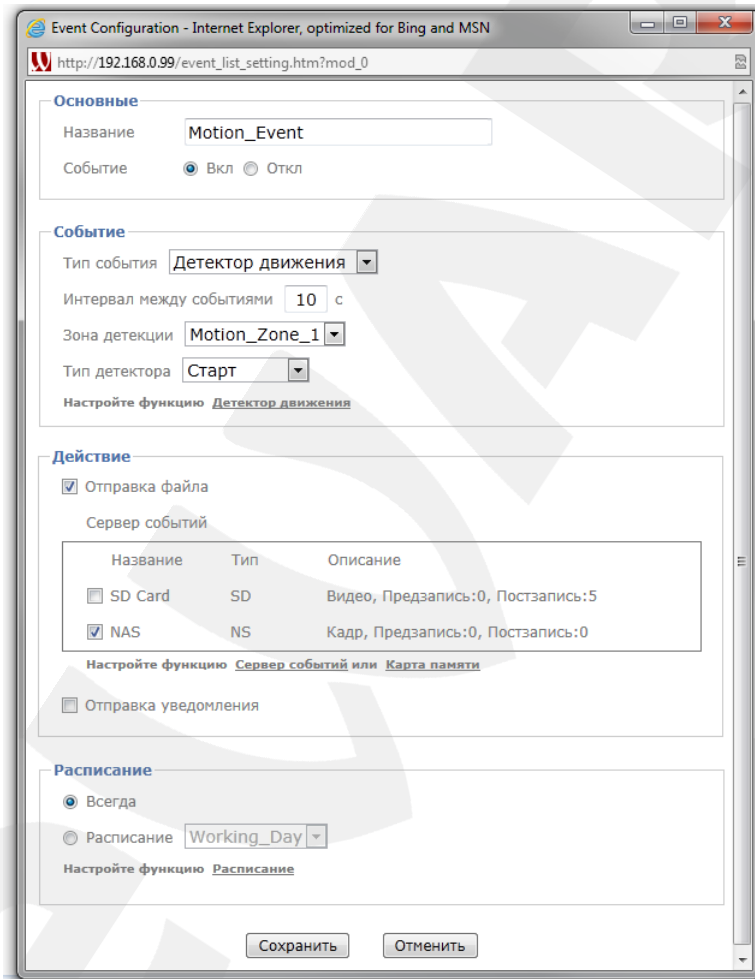 Event Configuration - Internet Explorer, optimized for Bing and MSN
http://192.168.0.99/event_list_setting.htm?mod_0
Основные
Название Motion_Event
Событие Вкл Откл
Событие
Тип события Детектор движения
Интервал между событиями 10 с
Зона детекции Motion_Zone_1
Тип детектора Старт
Настройте функцию Детектор движения
Действие
Отправка файла
Сервер событий
Название Тип Описание
SD Card SD Видео, Предзапись:0, Постзапись:5
NAS NS Кадр, Предзапись:0, Постзапись:0
Настройте функцию Сервер событий или Карта памяти
Отправка уведомления
Расписание
Всегда
Расписание Working_Day
Настройте функцию Расписание
Сохранить Отменить